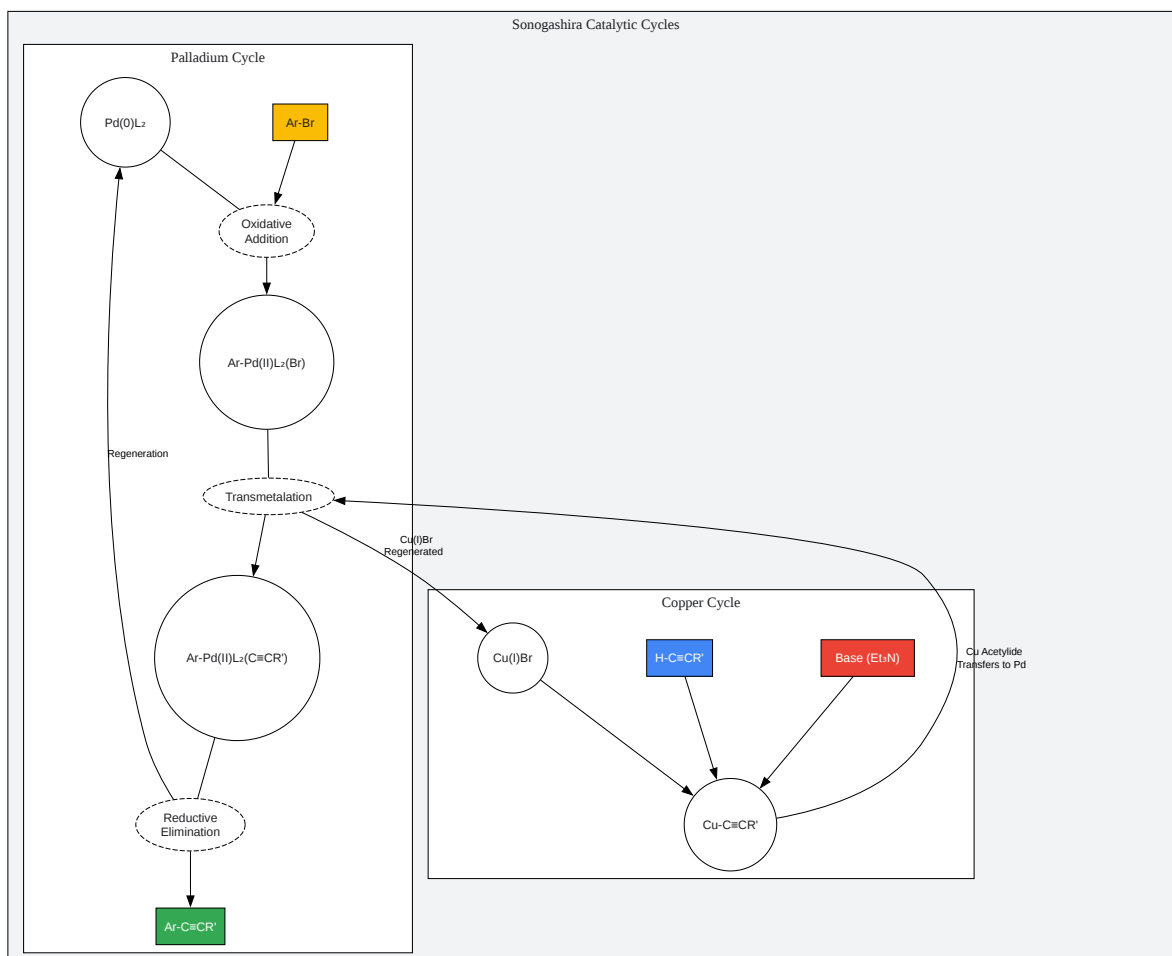 Sonogashira Catalytic Cycles
Palladium Cycle
Pd(0)L₂
Ar-Br
Oxidative
Addition
Ar-Pd(II)L₂(Br)
Regeneration
Transmetalation
Cu(I)Br
Regenerated
Copper Cycle
Ar-Pd(II)L₂(C≡CR')
Cu(I)Br
H-C≡CR'
Base (Et₃N)
Cu Acetylide
Transfers to Pd
Reductive
Elimination
Cu-C≡CR'
Ar-C≡CR'